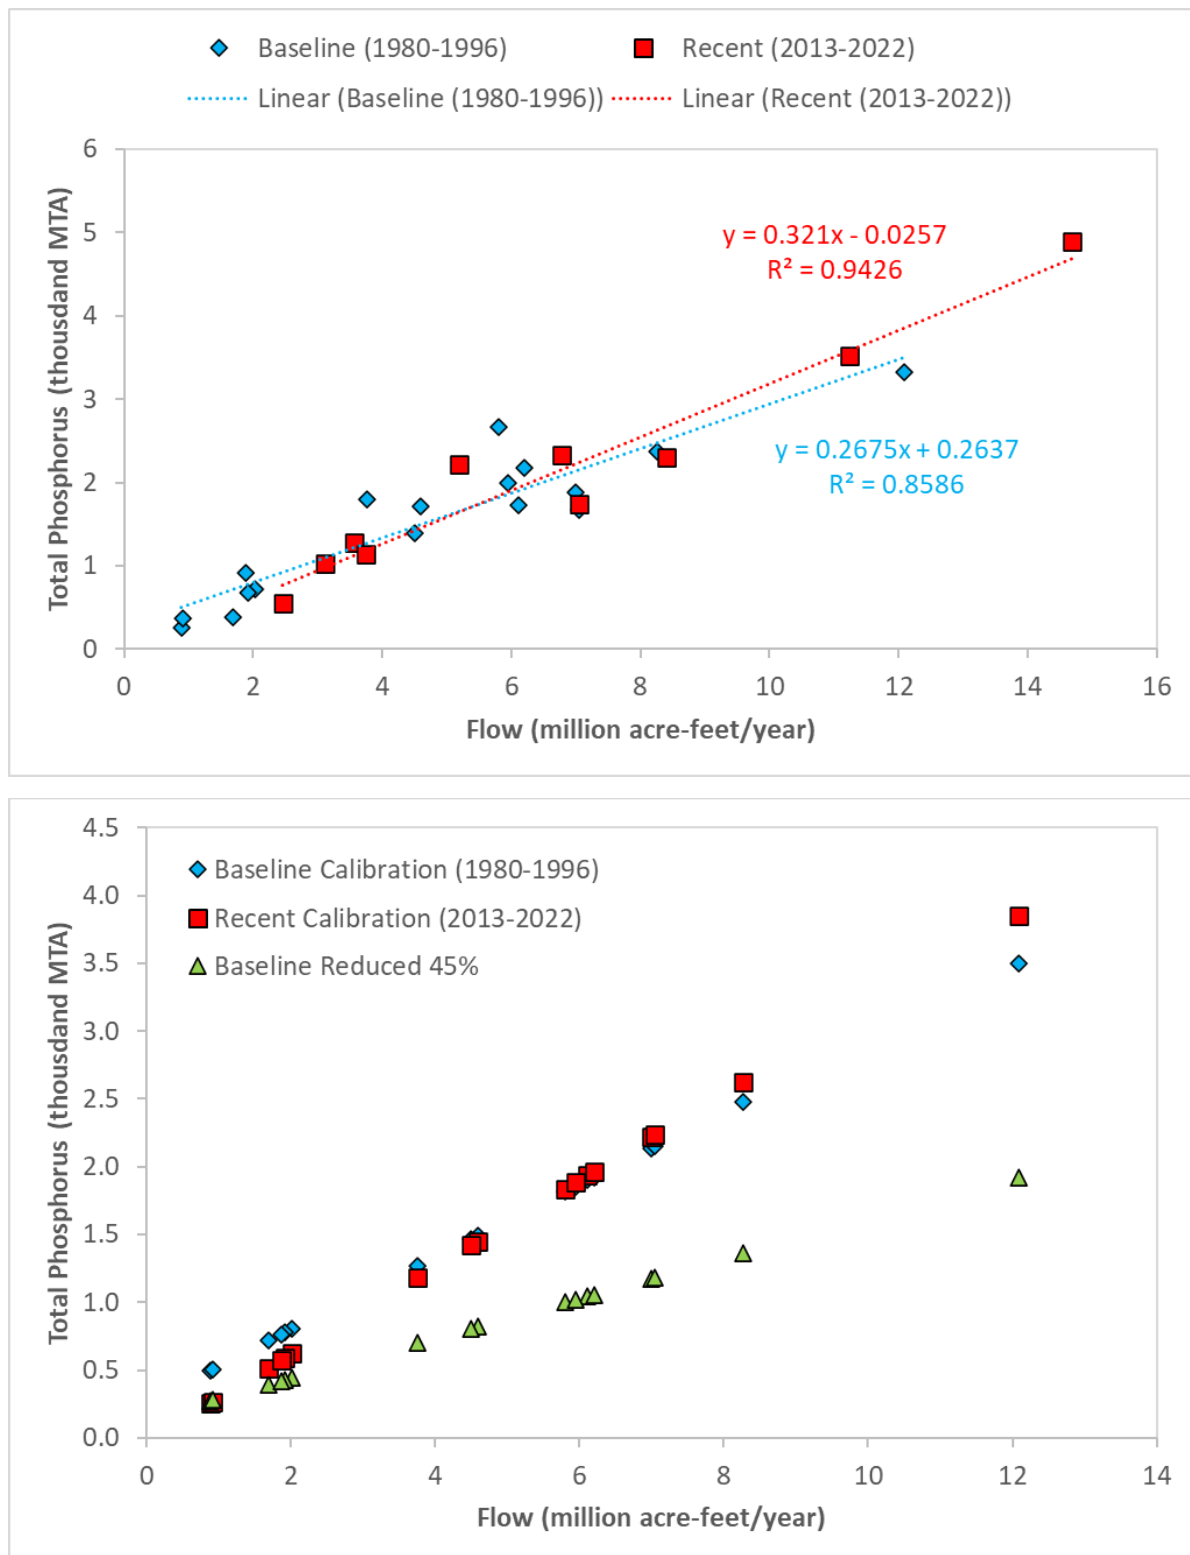 Baseline (1980-1996) Recent (2013-2022)
Linear (Baseline (1980-1996)) Linear (Recent (2013-2022))
6
5
4
3
2
1
0
Total Phosphorus (thousdand MTA)
y = 0.321x - 0.0257
R² = 0.9426
y = 0.2675x + 0.2637
R² = 0.8586
0 2 4 6 8 10 12 14 16
Flow (million acre-feet/year)
4.5
4.0
3.5
3.0
2.5
2.0
1.5
1.0
0.5
0.0
Total Phosphorus (thousdand MTA)
Baseline Calibration (1980-1996)
Recent Calibration (2013-2022)
Baseline Reduced 45%
0 2 4 6 8 10 12 14
Flow (million acre-feet/year)